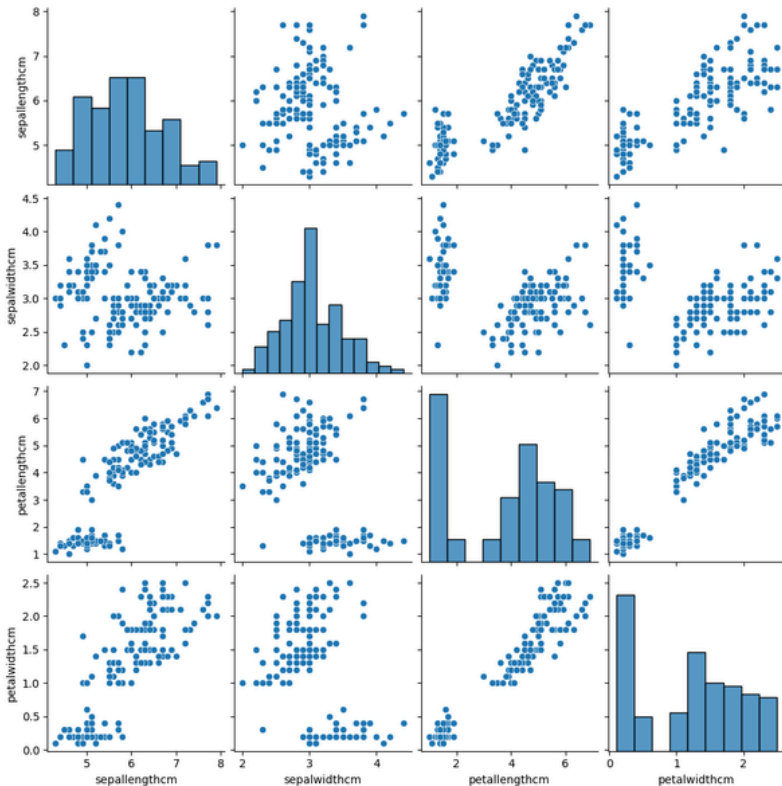 8
7
6
5
sepallengthcm
4.5
4.0
3.5
3.0
2.5
2.0
sepalwidthcm
7
6
5
4
3
2
1
petallengthcm
2.5
2.0
1.5
1.0
0.5
0.0
petalwidthcm
5 6 7 8
sepallengthcm
2 3 4
sepalwidthcm
2 4 6
petallengthcm
0 1 2
petalwidthcm